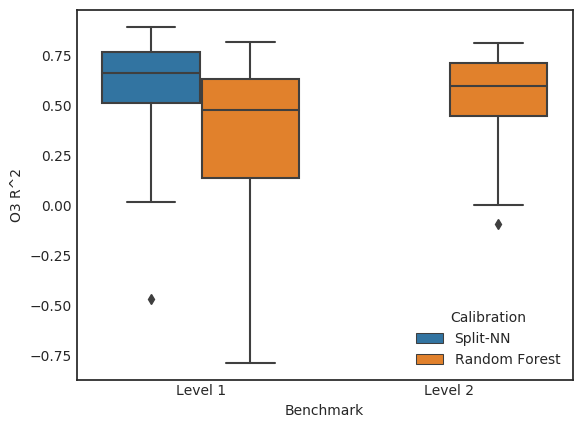 O3 R^2
0.75
0.50
0.25
0.00
−0.25
−0.50
−0.75
Calibration
Split-NN
Random Forest
Level 1
Level 2
Benchmark